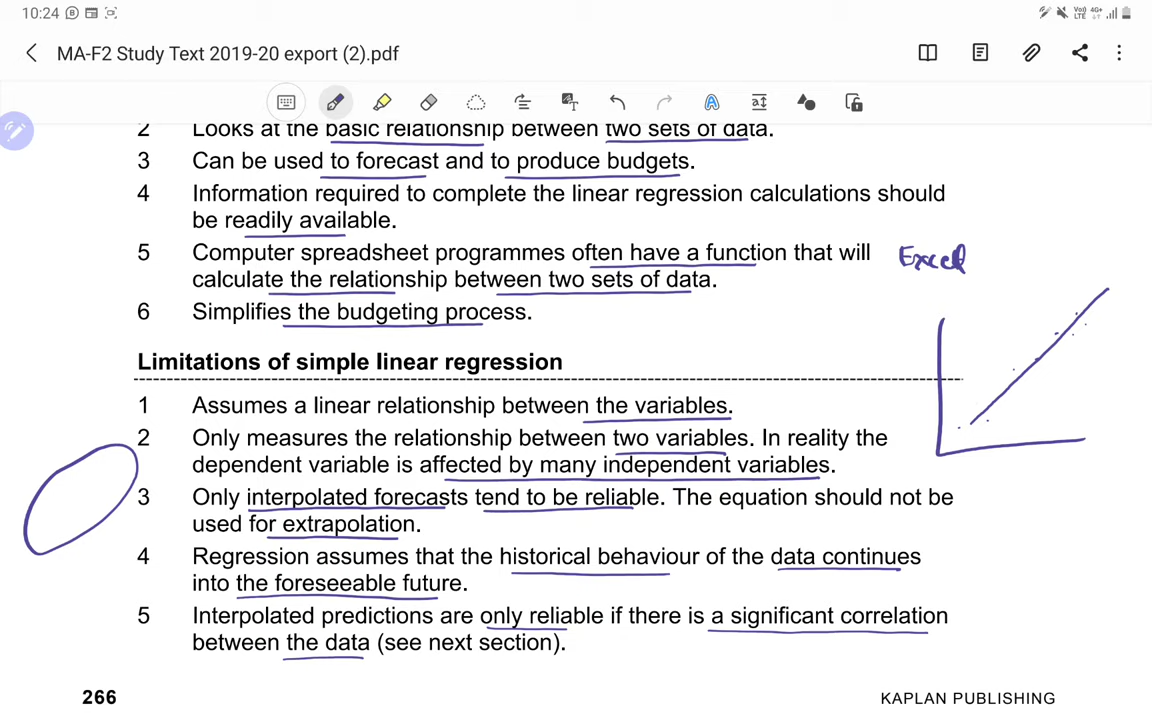 10:24
VoLTE 4G+
MA-F2 Study Text 2019-20 export (2).pdf
2 Looks at the basic relationship between two sets of data.
3 Can be used to forecast and to produce budgets.
4 Information required to complete the linear regression calculations should
be readily available.
5 Computer spreadsheet programmes often have a function that will
Excel
calculate the relationship between two sets of data.
6 Simplifies the budgeting process.
Limitations of simple linear regression
1 Assumes a linear relationship between the variables.
2 Only measures the relationship between two variables. In reality the
dependent variable is affected by many independent variables.
3 Only interpolated forecasts tend to be reliable. The equation should not be
used for extrapolation.
4 Regression assumes that the historical behaviour of the data continues
into the foreseeable future.
5 Interpolated predictions are only reliable if there is a significant correlation
between the data (see next section).
266 KAPLAN PUBLISHING